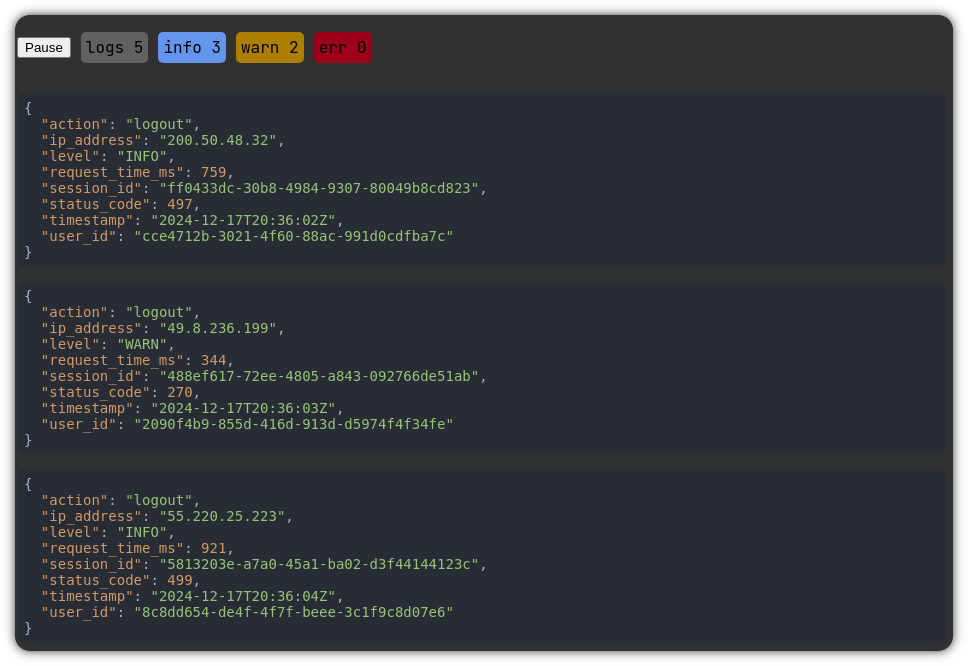 Pause logs 5 info 3 warn 2 err 0
{
  "action": "logout",
  "ip_address": "200.50.48.32",
  "level": "INFO",
  "request_time_ms": 759,
  "session_id": "ff0433dc-30b8-4984-9307-80049b8cd823",
  "status_code": 497,
  "timestamp": "2024-12-17T20:36:02Z",
  "user_id": "cce4712b-3021-4f60-88ac-991d0cdfba7c"
}
{
  "action": "logout",
  "ip_address": "49.8.236.199",
  "level": "WARN",
  "request_time_ms": 344,
  "session_id": "488ef617-72ee-4805-a843-092766de51ab",
  "status_code": 270,
  "timestamp": "2024-12-17T20:36:03Z",
  "user_id": "2090f4b9-855d-416d-913d-d5974f4f34fe"
}
{
  "action": "logout",
  "ip_address": "55.220.25.223",
  "level": "INFO",
  "request_time_ms": 921,
  "session_id": "5813203e-a7a0-45a1-ba02-d3f44144123c",
  "status_code": 499,
  "timestamp": "2024-12-17T20:36:04Z",
  "user_id": "8c8dd654-de4f-4f7f-beee-3c1f9c8d07e6"
}